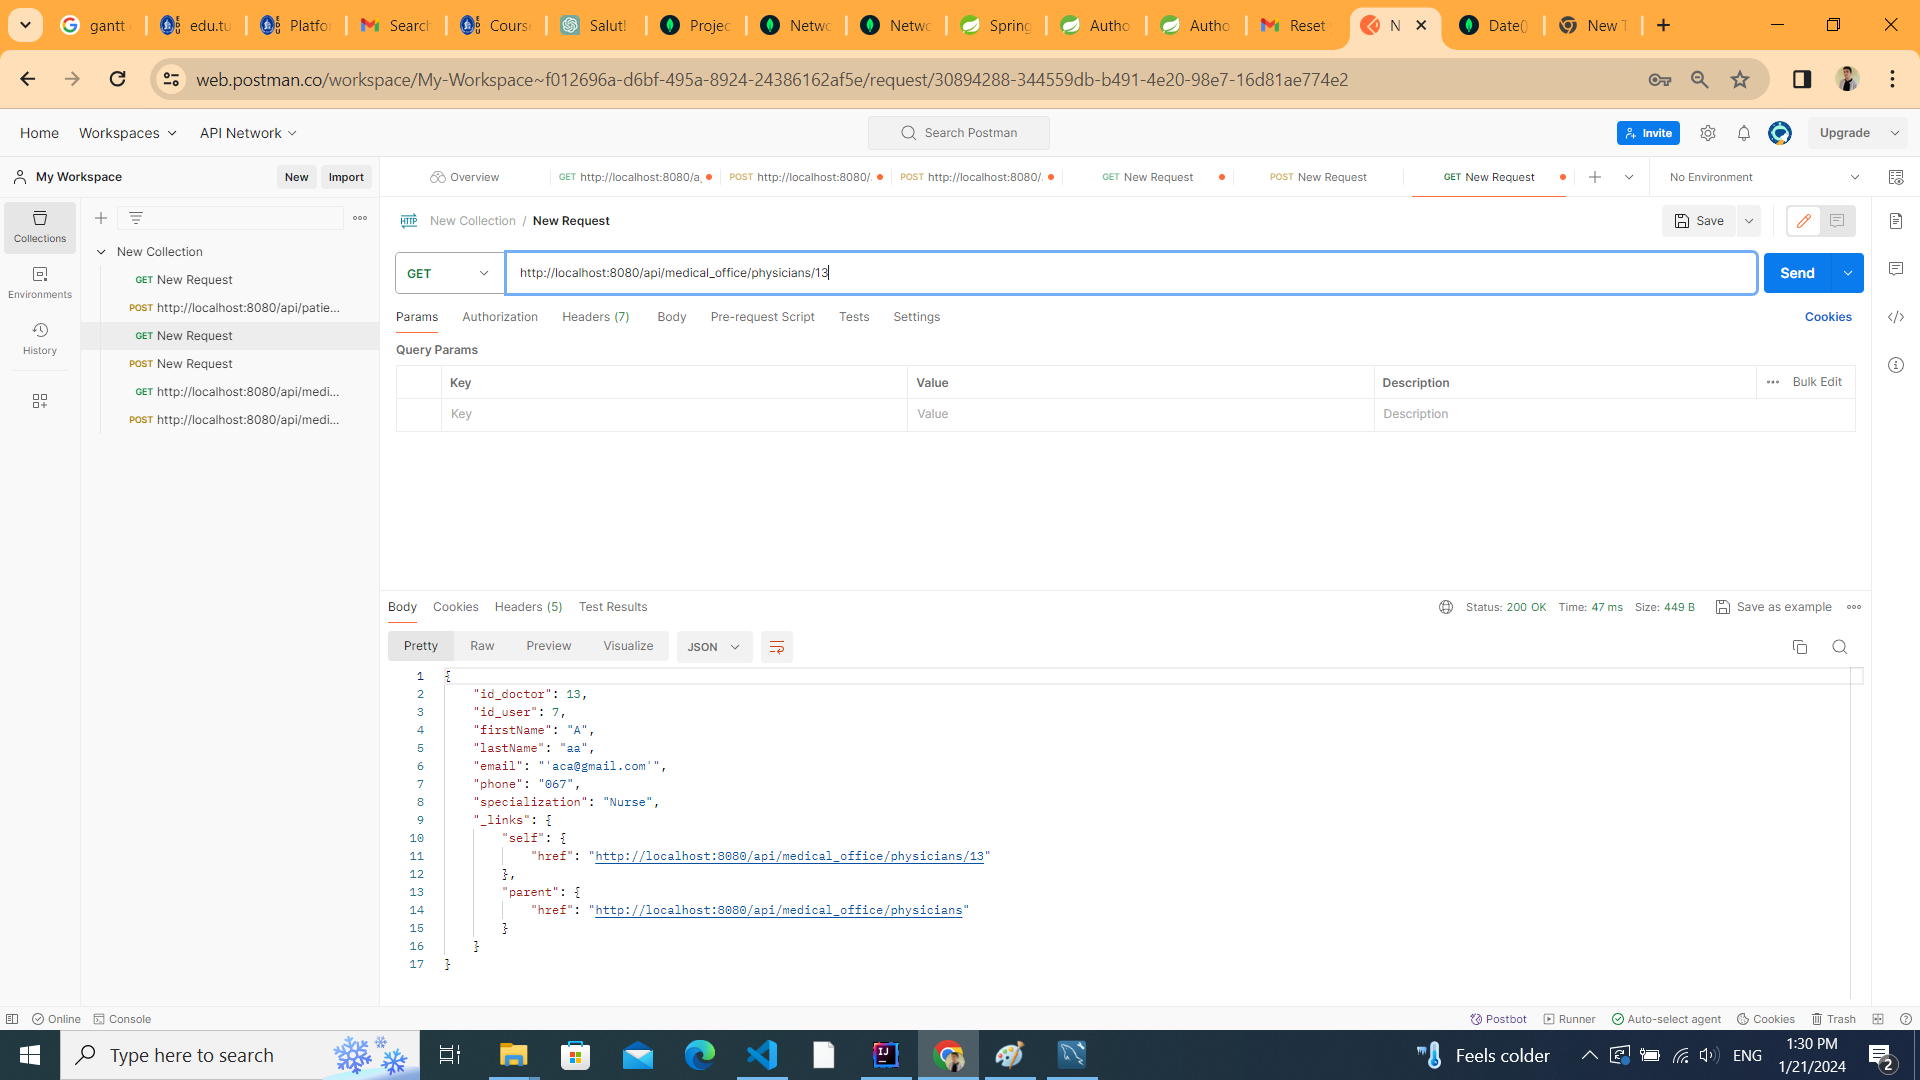 gantt
edu.tu
Platfor
Search
Course
Salut!
Projec
Netwo
Netwo
Spring
Autho
Autho
Reset
N
Date()
New T
web.postman.co/workspace/My-Workspace~f012696a-d6bf-495a-8924-24386162af5e/request/30894288-344559db-b491-4e20-98e7-16d81ae774e2
Home
Workspaces
API Network
Search Postman
Invite
Upgrade
My Workspace
New
Import
Overview
GET http://localhost:8080/a
POST http://localhost:8080/
POST http://localhost:8080/
GET New Request
POST New Request
GET New Request
No Environment
Collections
Environments
History
New Collection
GET New Request
POST http://localhost:8080/api/patie...
GET New Request
POST New Request
GET http://localhost:8080/api/medi...
POST http://localhost:8080/api/medi...
HTTP
New Collection / New Request
Save
GET
http://localhost:8080/api/medical_office/physicians/13
Send
Params
Authorization
Headers (7)
Body
Pre-request Script
Tests
Settings
Cookies
Query Params
Key
Value
Description
Bulk Edit
Key
Value
Description
Body
Cookies
Headers (5)
Test Results
Status: 200 OK
Time: 47 ms
Size: 449 B
Save as example
Pretty
Raw
Preview
Visualize
JSON
1 {
2 "id_doctor": 13,
3 "id_user": 7,
4 "firstName": "A",
5 "lastName": "aa",
6 "email": "'aca@gmail.com'",
7 "phone": "067",
8 "specialization": "Nurse",
9 "_links": {
10 "self": {
11 "href": "http://localhost:8080/api/medical_office/physicians/13"
12 },
13 "parent": {
14 "href": "http://localhost:8080/api/medical_office/physicians"
15 }
16 }
17 }
Online
Console
Postbot
Runner
Auto-select agent
Cookies
Trash
Type here to search
Feels colder
ENG
1:30 PM
1/21/2024
2